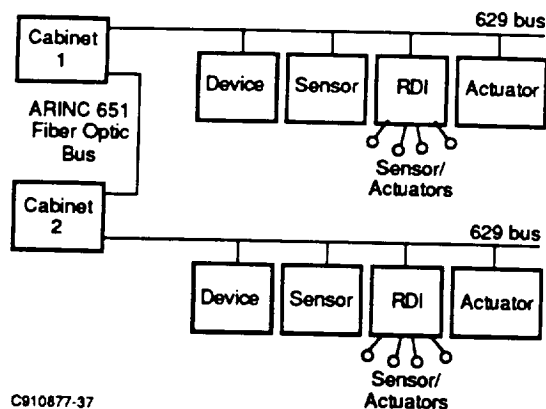 629 bus
Cabinet
1
Device
Sensor
RDI
Actuator
ARINC 651
Fiber Optic
Bus
Sensor/
Actuators
Cabinet
2
629 bus
Device
Sensor
RDI
Actuator
Sensor/
Actuators
C910877-37